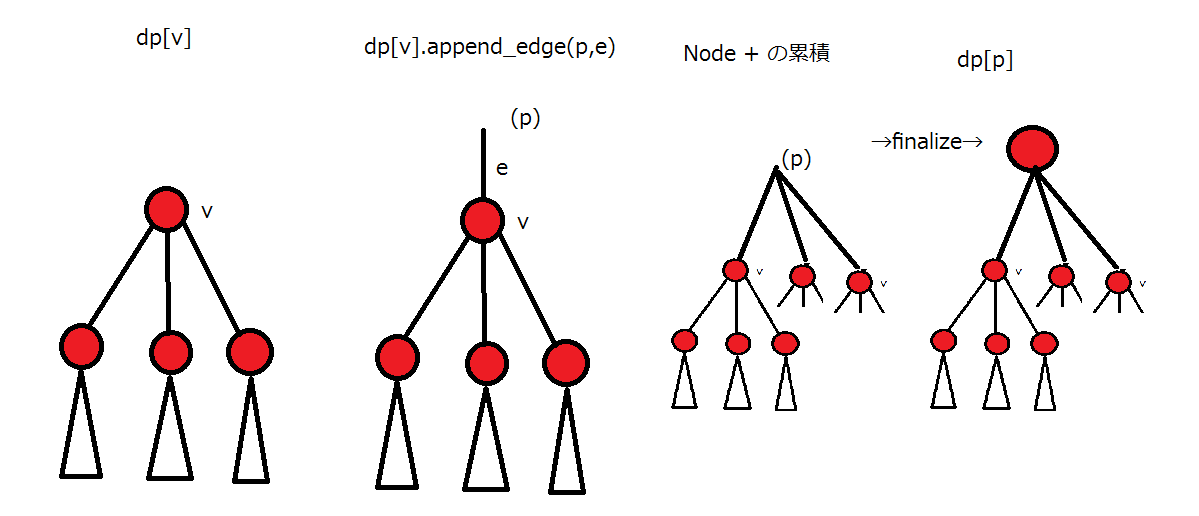 dp[v]
dp[v].append_edge(p,e)
Node + の累積
dp[p]
(p)
e
v
v
(p)
→finalize→
v
v
v
v